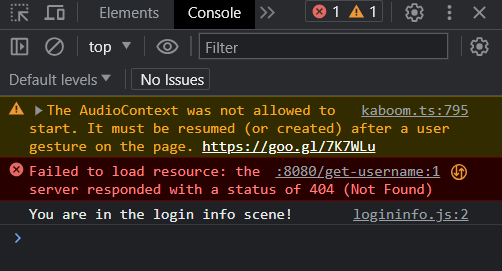 Elements Console 1 1
top Filter
Default levels No Issues
The AudioContext was not allowed to kaboom.ts:795
start. It must be resumed (or created) after a user
gesture on the page. https://goo.gl/7K7WLu
Failed to load resource: the :8080/get-username:1
server responded with a status of 404 (Not Found)
You are in the login info scene! logininfo.js:2